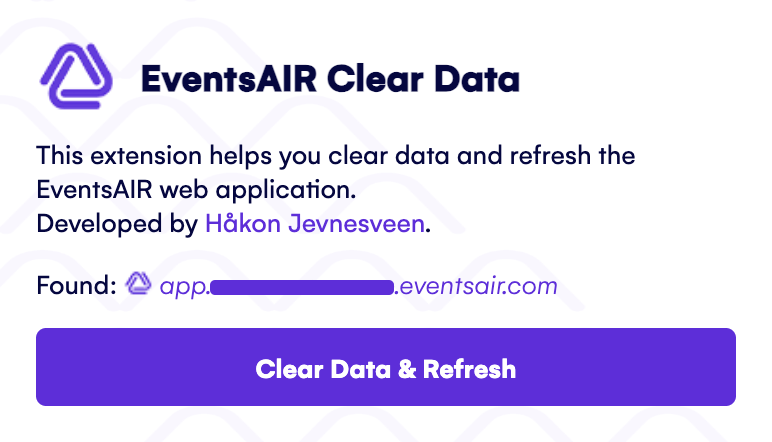 EventsAIR Clear Data
This extension helps you clear data and refresh the
EventsAIR web application.
Developed by Håkon Jevnesveen.
Found: app. .eventsair.com
Clear Data & Refresh